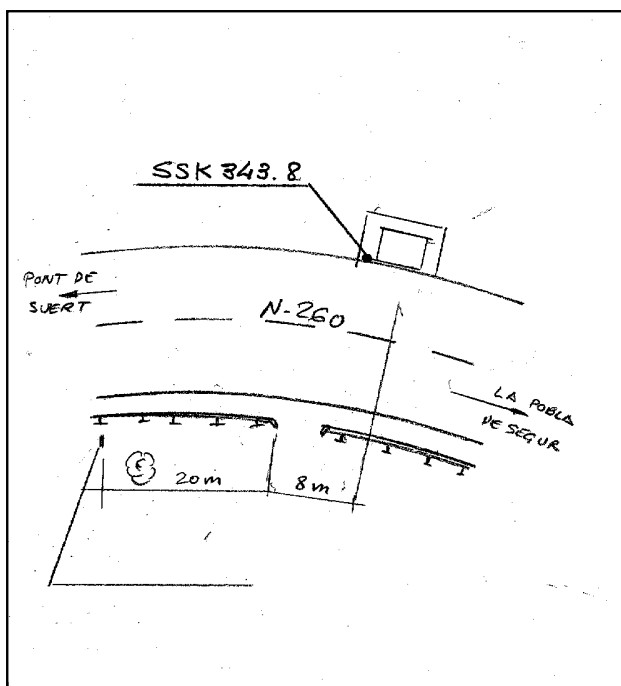 SSK 343.8
PONT DE
SUERT
N-260
LA POBLA
DE SEGUR
20m
8m